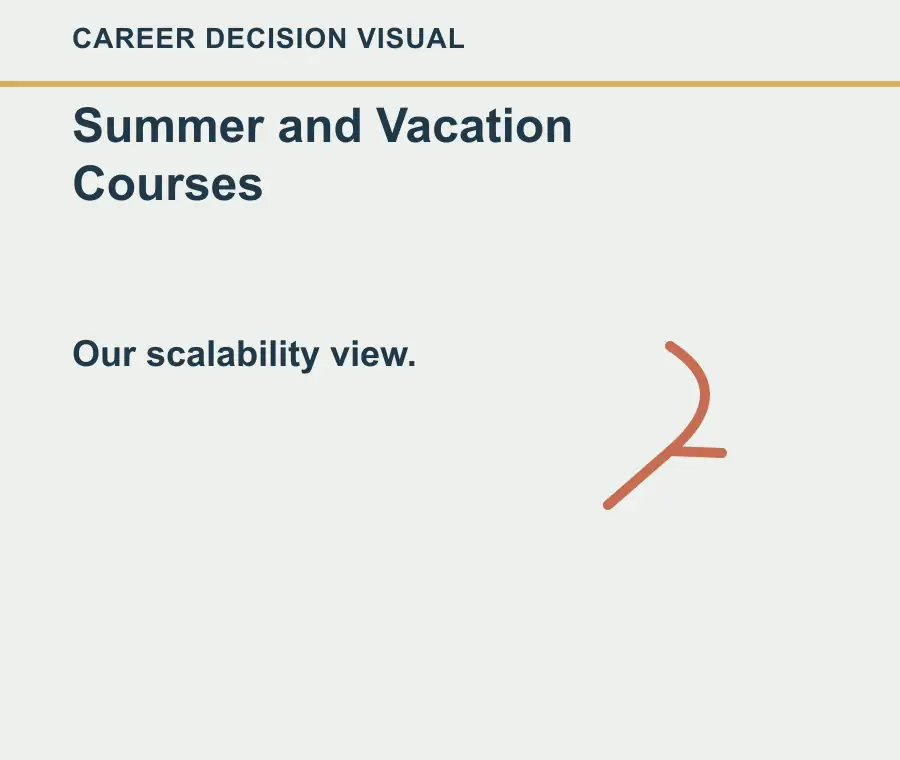 CAREER DECISION VISUAL
Summer and Vacation
Courses
Our scalability view.